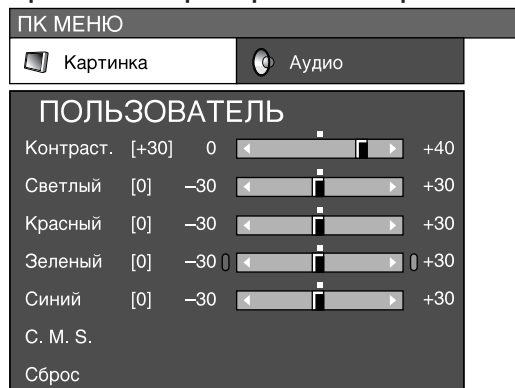 ПК МЕНЮ
Картинка Аудио
ПОЛЬЗОВАТЕЛЬ
Контраст. [+30] 0 +40
Светлый [0] –30 +30
Красный [0] –30 +30
Зеленый [0] –30 +30
Синий [0] –30 +30
C. M. S.
Сброс